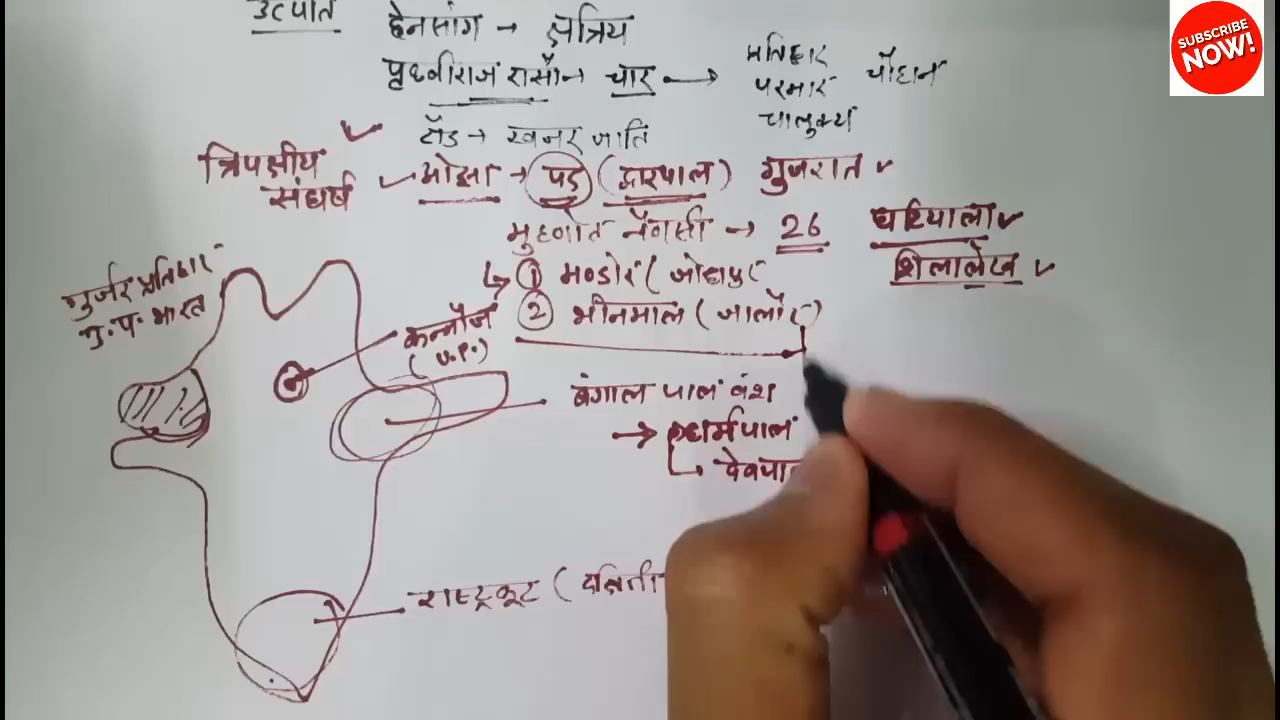 उत्पति
ह्वेनसांग → क्षत्रिय
पृथ्वीराज रासौ → चार → प्रतिहार
परमार चौहान
चालुक्य
टॉड → खजर जाति
त्रिपक्षीय
संघर्ष
ओझा → पद (द्वारपाल) गुजरात
मुहणोत नैणसी → 26
घटियाला
शिलालेख
① मण्डोर (जोधपुर
② भीनमाल (जालौर)
गुर्जर प्रतिहार
गु. प. भारत
कन्नौज
(U.P.)
बंगाल पाल वंश
→ धर्मपाल
देवपा
राष्ट्रकूट (
SUBSCRIBE
NOW!